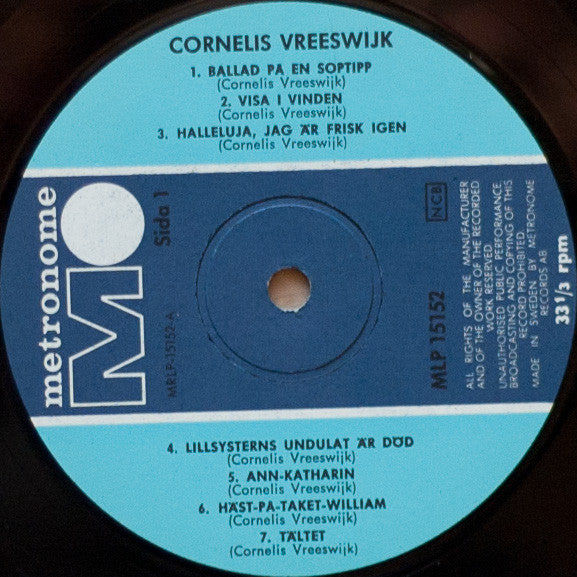 CORNELIS VREESWIJK
1. BALLAD PA EN SOPTIPP
(Cornelis Vreeswijk)
2. VISA I VINDEN
(Cornelis Vreeswijk)
3. HALLELUJA, JAG ÄR FRISK IGEN
(Cornelis Vreeswijk)
metronome
M
Sida 1
MRLP-15152-A
NCB
MLP 15152
ALL RIGHTS OF THE MANUFACTURER
AND OF THE OWNER OF THE RECORDED
WORK RESERVED
UNAUTHORISED PUBLIC PERFORMANCE
BROADCASTING AND COPYING OF THIS
RECORD PROHIBITED
MADE IN SWEDEN BY METRONOME
RECORDS AB
33 1/3 rpm
4. LILLSYSTERNS UNDULAT ÄR DÖD
(Cornelis Vreeswijk)
5. ANN-KATHARIN
(Cornelis Vreeswijk)
6. HÄST-PA-TAKET-WILLIAM
(Cornelis Vreeswijk)
7. TÄLTET
(Cornelis Vreeswijk)